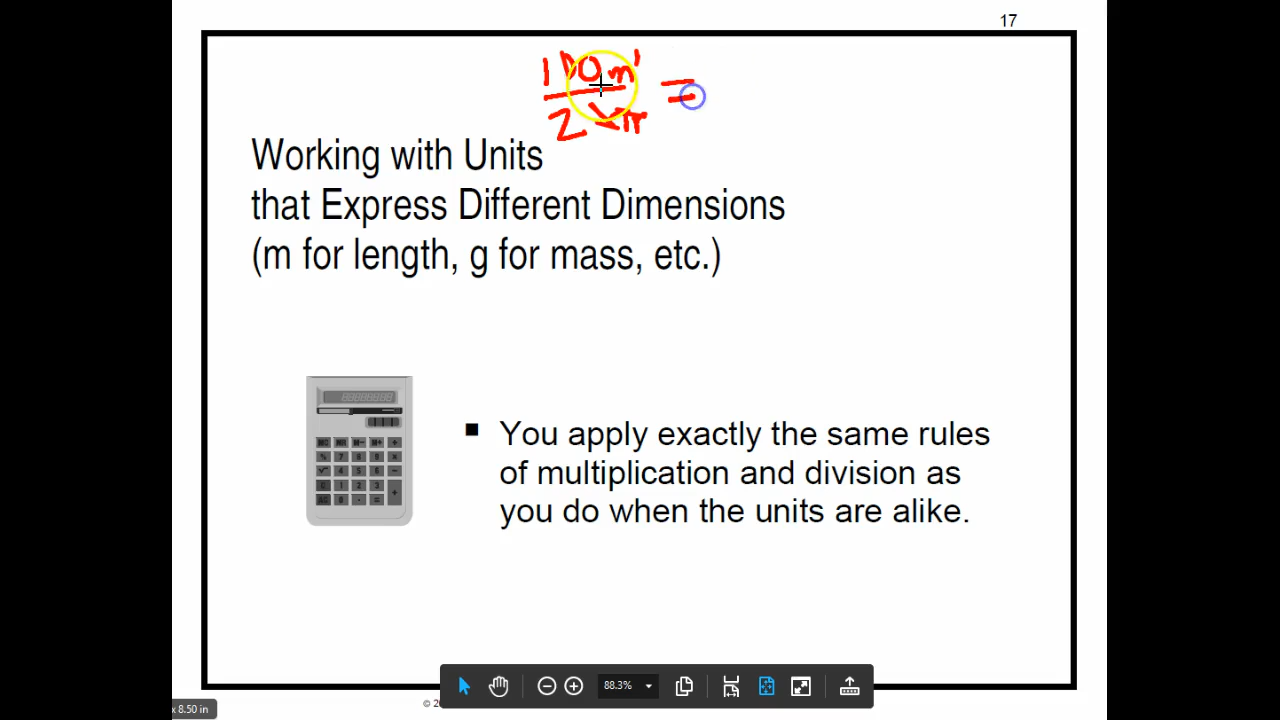 17
100 mi
2
=
Working with Units
that Express Different Dimensions
(m for length, g for mass, etc.)
▪ You apply exactly the same rules
of multiplication and division as
you do when the units are alike.
88.3%
x 8.50 in